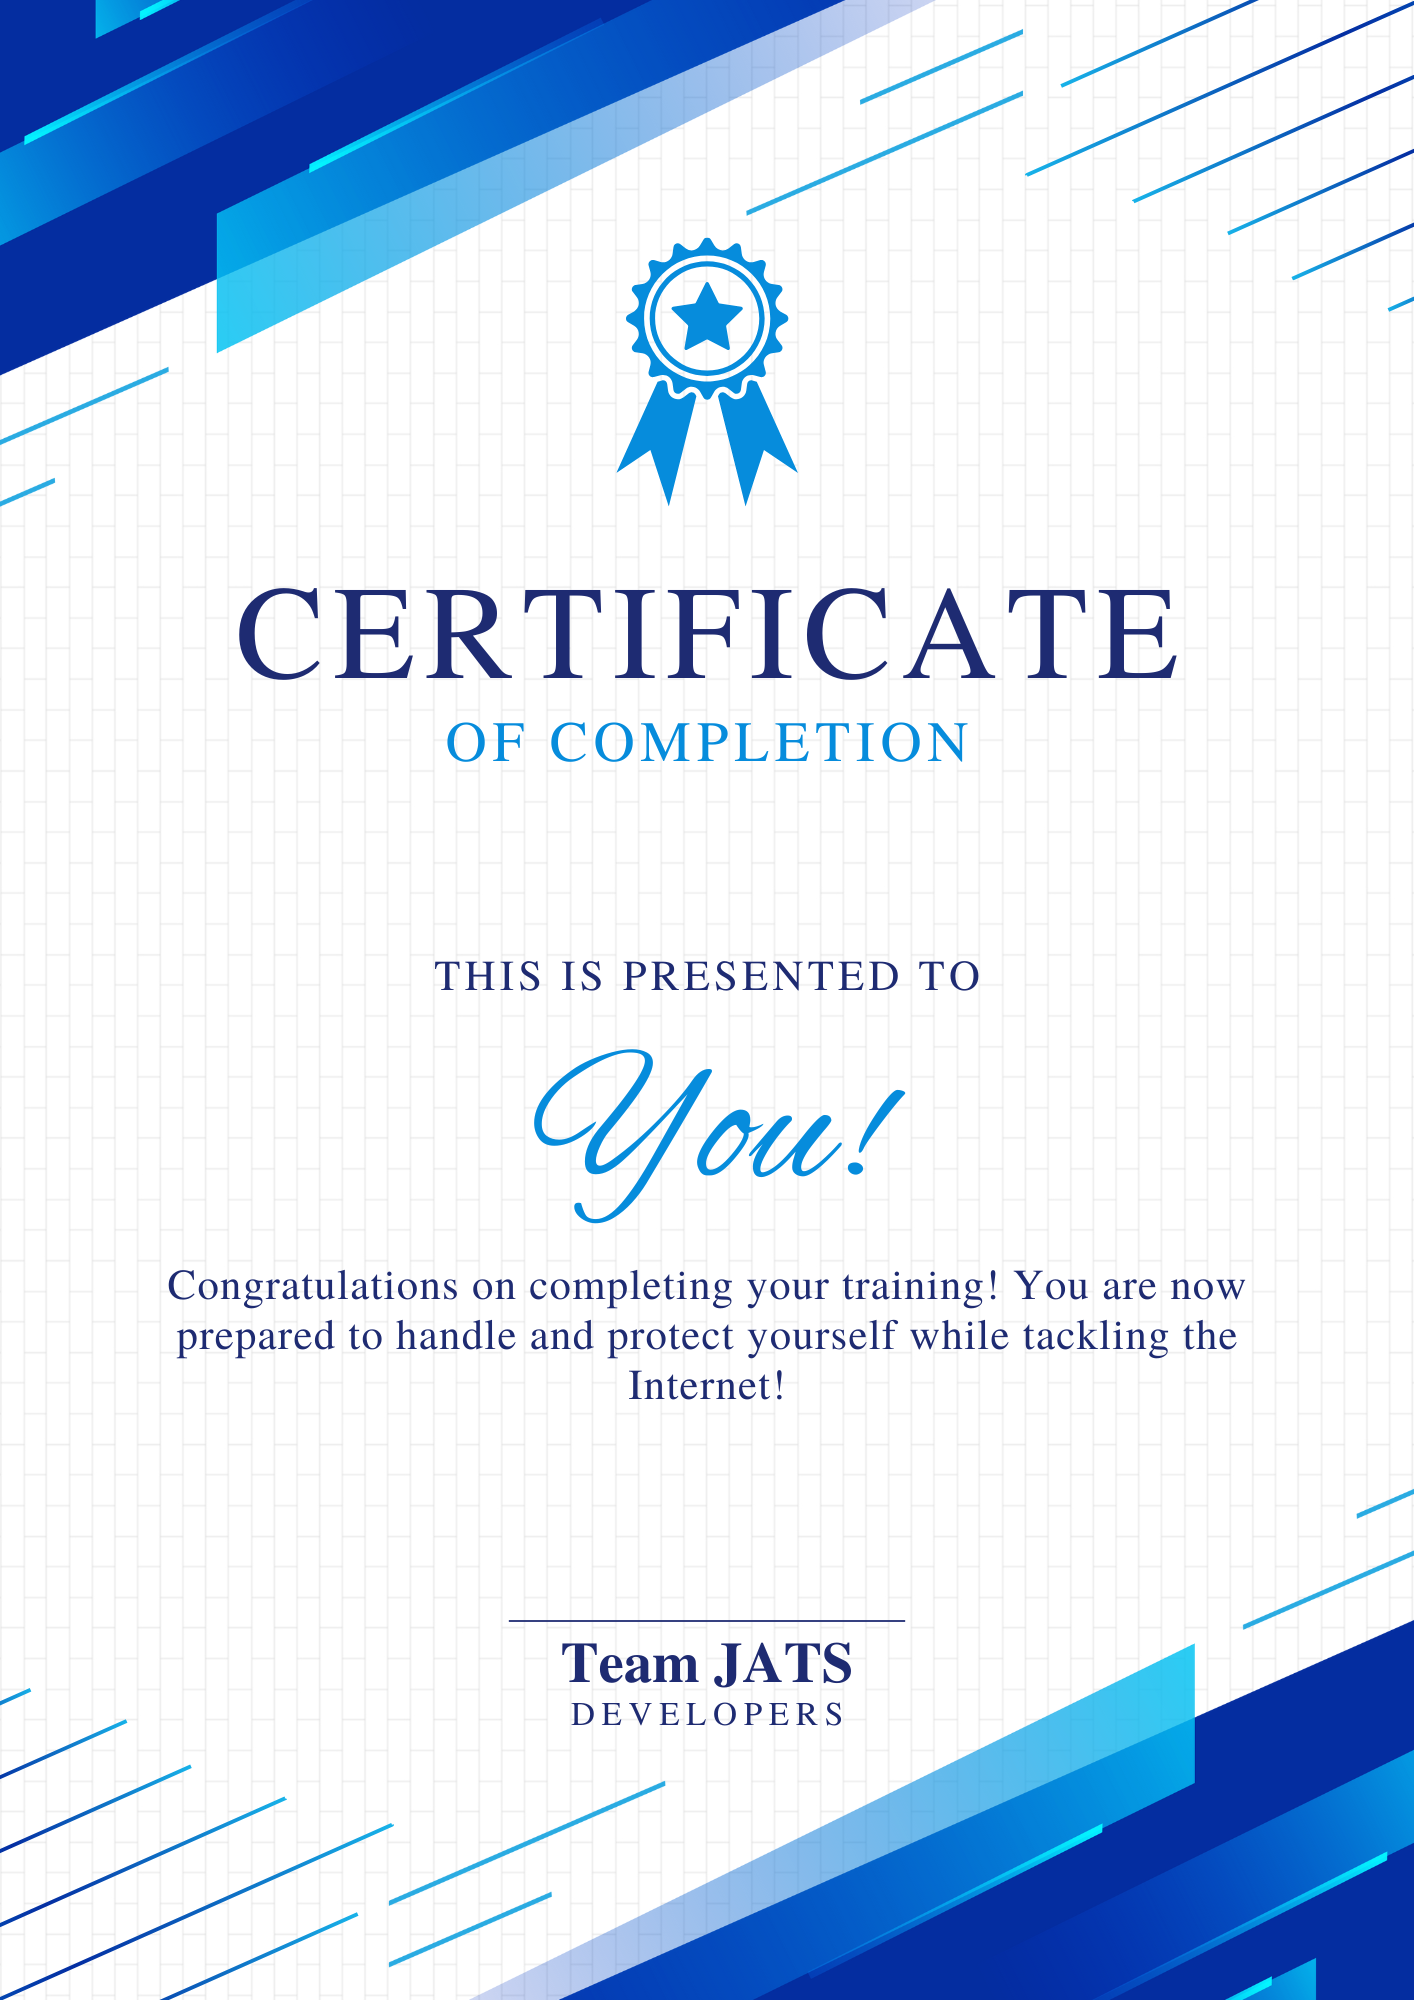 CERTIFICATE
OF COMPLETION
THIS IS PRESENTED TO
You!
Congratulations on completing your training! You are now
prepared to handle and protect yourself while tackling the
Internet!
Team JATS
DEVELOPERS